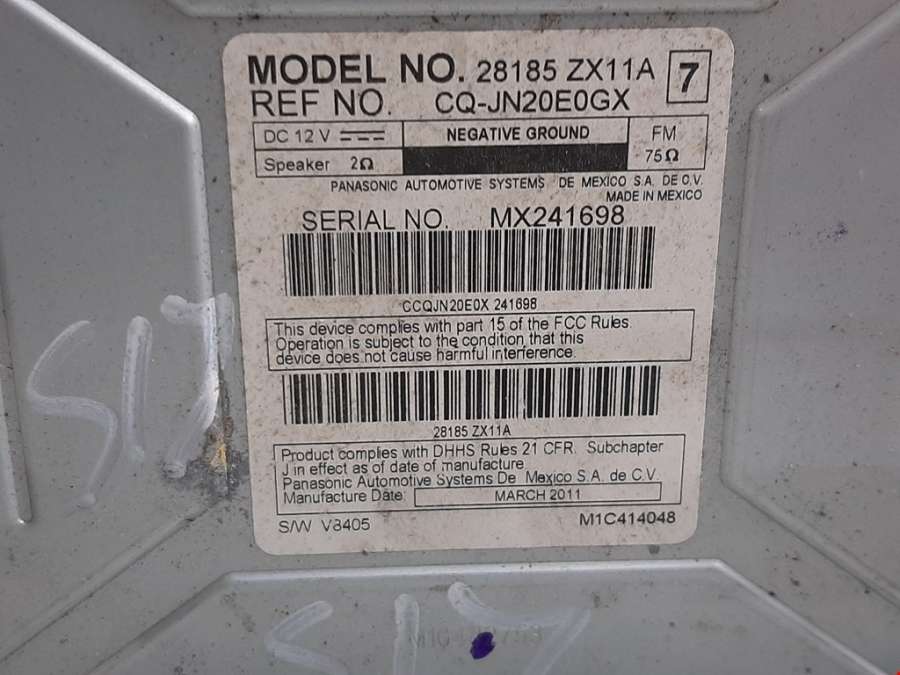 MODEL NO. 28185 ZX11A 7
REF NO. CQ-JN20E0GX
DC 12 V NEGATIVE GROUND FM
Speaker 2Ω 75Ω
PANASONIC AUTOMOTIVE SYSTEMS DE MEXICO S.A. DE C.V.
MADE IN MEXICO
SERIAL NO. MX241698
CCQJN20E0X 241698
This device complies with part 15 of the FCC Rules.
Operation is subject to the condition that this
device does not cause harmful interference.
28185 ZX11A
Product complies with DHHS Rules 21 CFR. Subchapter
J in effect as of date of manufacture
Panasonic Automotive Systems De Mexico S.A. de C.V.
Manufacture Date: MARCH 2011
S/W V8405 M1C414048
S17
S17